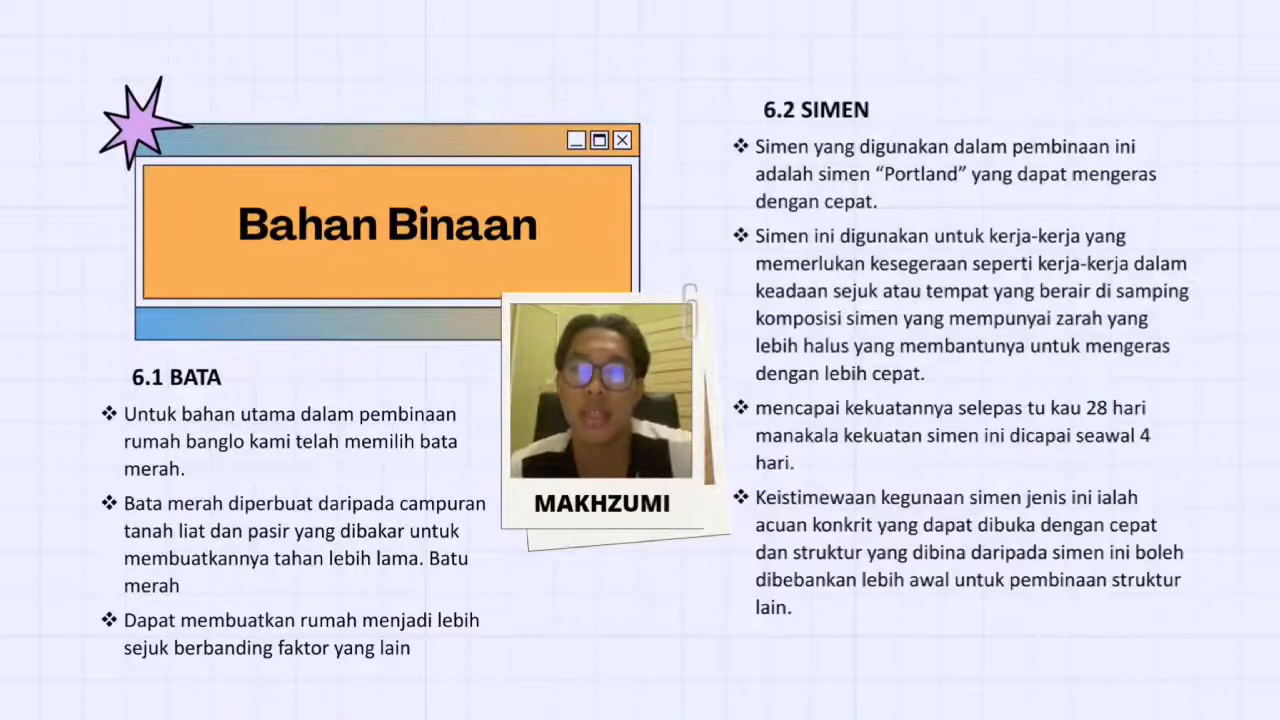 Bahan Binaan
6.1 BATA
❖ Untuk bahan utama dalam pembinaan
rumah banglo kami telah memilih bata
merah.
❖ Bata merah diperbuat daripada campuran
tanah liat dan pasir yang dibakar untuk
membuatkannya tahan lebih lama. Batu
merah
❖ Dapat membuatkan rumah menjadi lebih
sejuk berbanding faktor yang lain
MAKHZUMI
6.2 SIMEN
❖ Simen yang digunakan dalam pembinaan ini
adalah simen “Portland” yang dapat mengeras
dengan cepat.
❖ Simen ini digunakan untuk kerja-kerja yang
memerlukan kesegeraan seperti kerja-kerja dalam
keadaan sejuk atau tempat yang berair di samping
komposisi simen yang mempunyai zarah yang
lebih halus yang membantunya untuk mengeras
dengan lebih cepat.
❖ mencapai kekuatannya selepas tu kau 28 hari
manakala kekuatan simen ini dicapai seawal 4
hari.
❖ Keistimewaan kegunaan simen jenis ini ialah
acuan konkrit yang dapat dibuka dengan cepat
dan struktur yang dibina daripada simen ini boleh
dibebankan lebih awal untuk pembinaan struktur
lain.